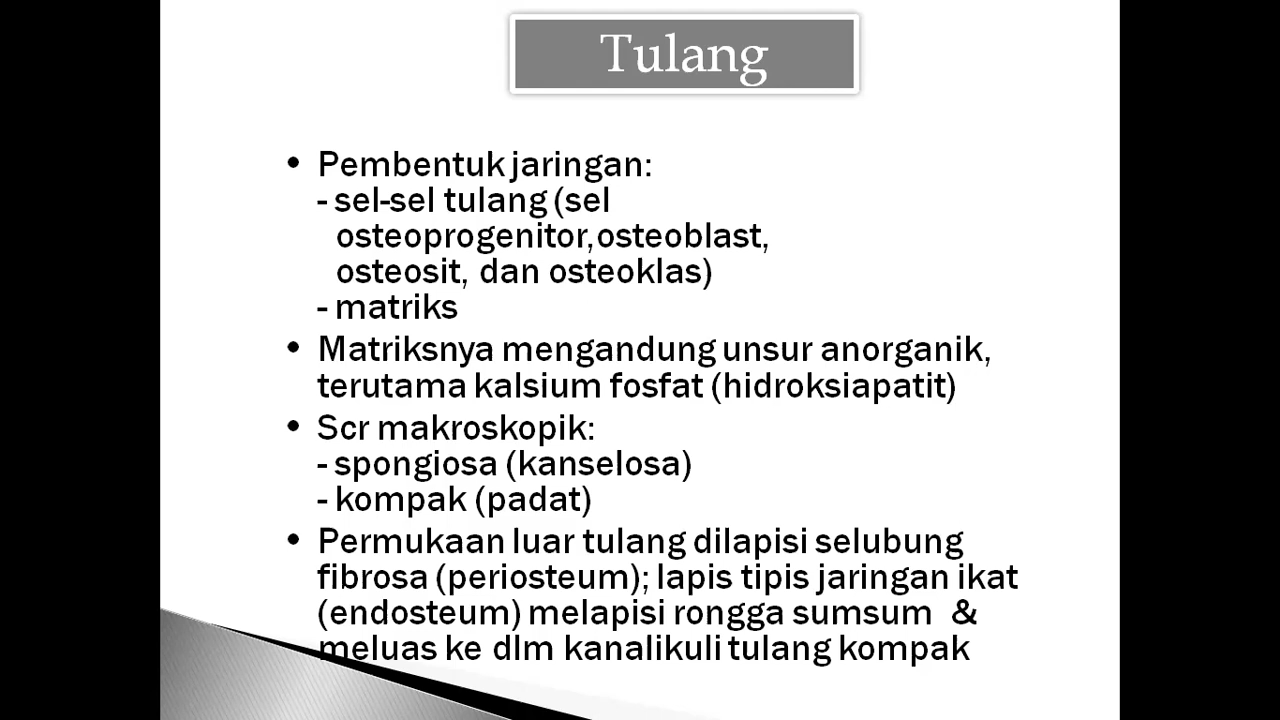 Tulang
• Pembentuk jaringan:
- sel-sel tulang (sel
osteoprogenitor,osteoblast,
osteosit, dan osteoklas)
- matriks
• Matriksnya mengandung unsur anorganik,
terutama kalsium fosfat (hidroksiapatit)
• Scr makroskopik:
- spongiosa (kanselosa)
- kompak (padat)
• Permukaan luar tulang dilapisi selubung
fibrosa (periosteum); lapis tipis jaringan ikat
(endosteum) melapisi rongga sumsum &
meluas ke dlm kanalikuli tulang kompak